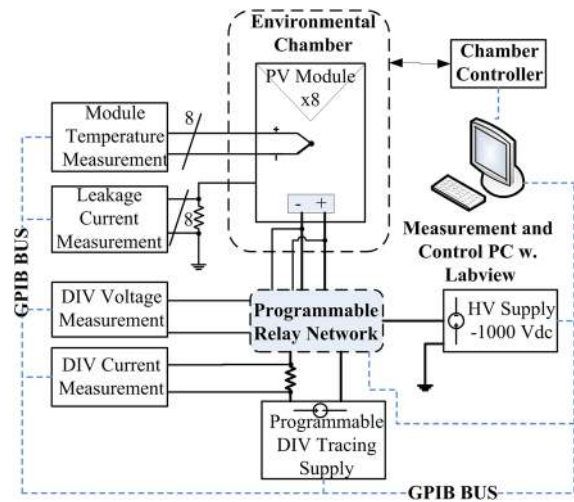 Environmental
Chamber
PV Module
x8
Chamber
Controller
Module
Temperature
Measurement
8
+
-
Leakage
Current
Measurement
8
- +
Measurement and
Control PC w.
Labview
GPIB BUS
DIV Voltage
Measurement
Programmable
Relay Network
HV Supply
-1000 Vdc
DIV Current
Measurement
Programmable
DIV Tracing
Supply
GPIB BUS